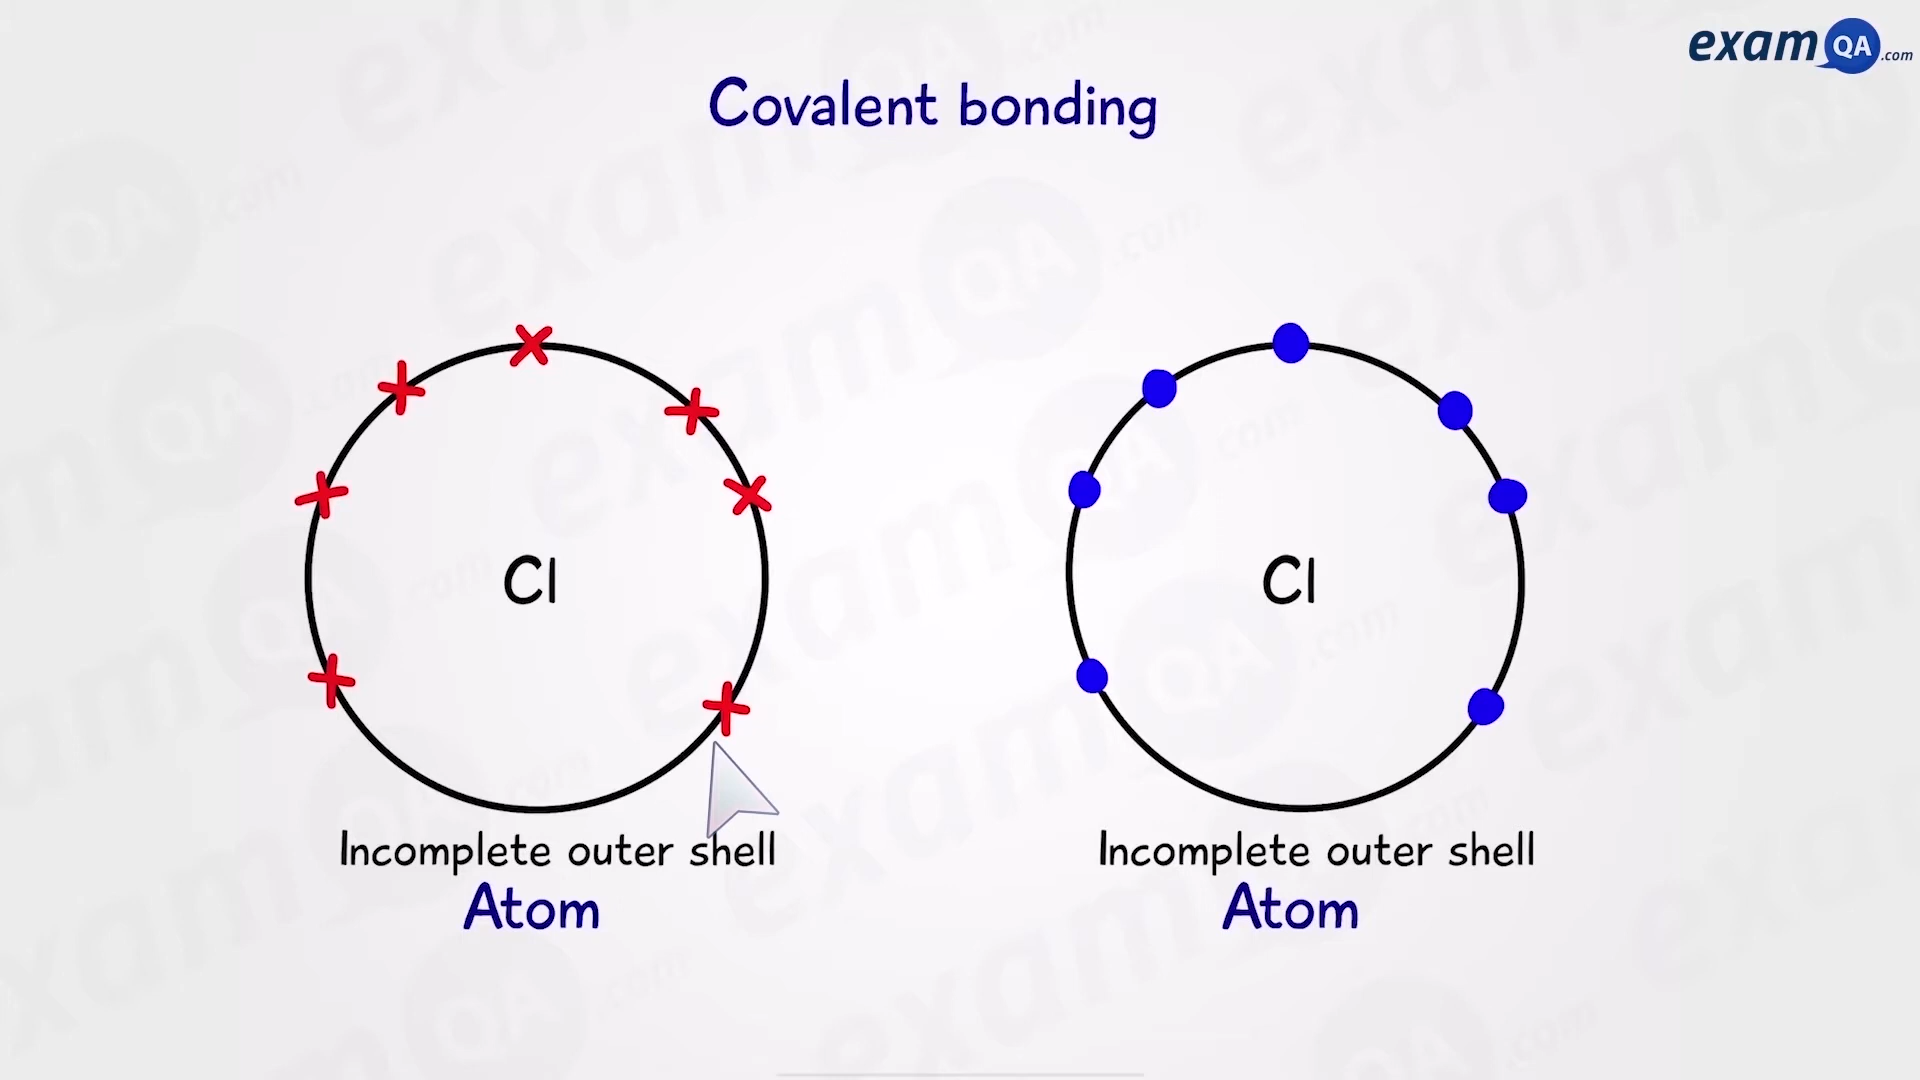 examQA.com
Covalent bonding
Cl
Cl
Incomplete outer shell
Incomplete outer shell
Atom
Atom